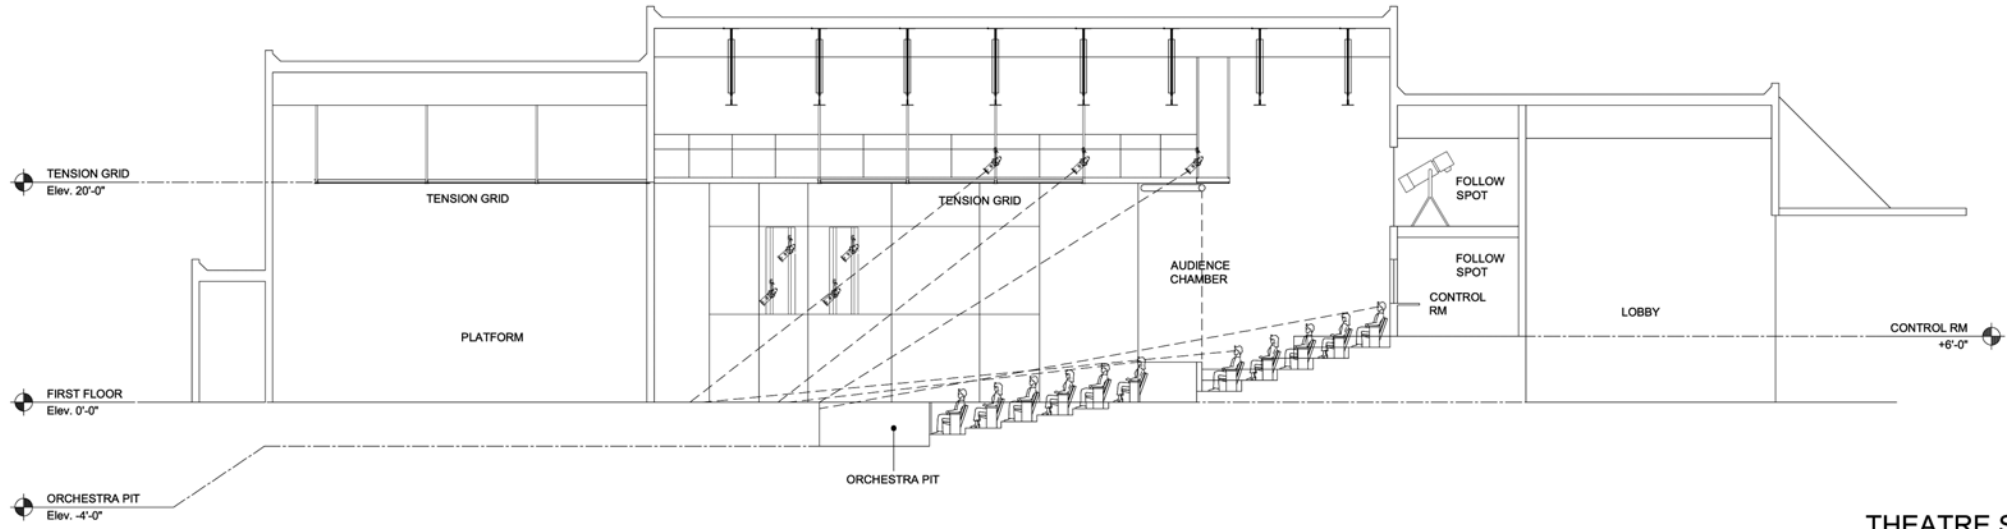 TENSION GRID
Elev. 20'-0"
TENSION GRID
TENSION GRID
FOLLOW
SPOT
AUDIENCE
CHAMBER
FOLLOW
SPOT
CONTROL
RM
PLATFORM
LOBBY
CONTROL RM
+6'-0"
FIRST FLOOR
Elev. 0'-0"
ORCHESTRA PIT
ORCHESTRA PIT
Elev. -4'-0"
THEATRE S